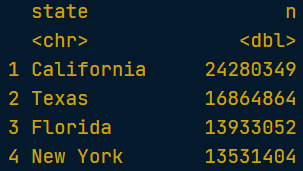 state n
<chr> <dbl>
1 California 24280349
2 Texas 16864864
3 Florida 13933052
4 New York 13531404